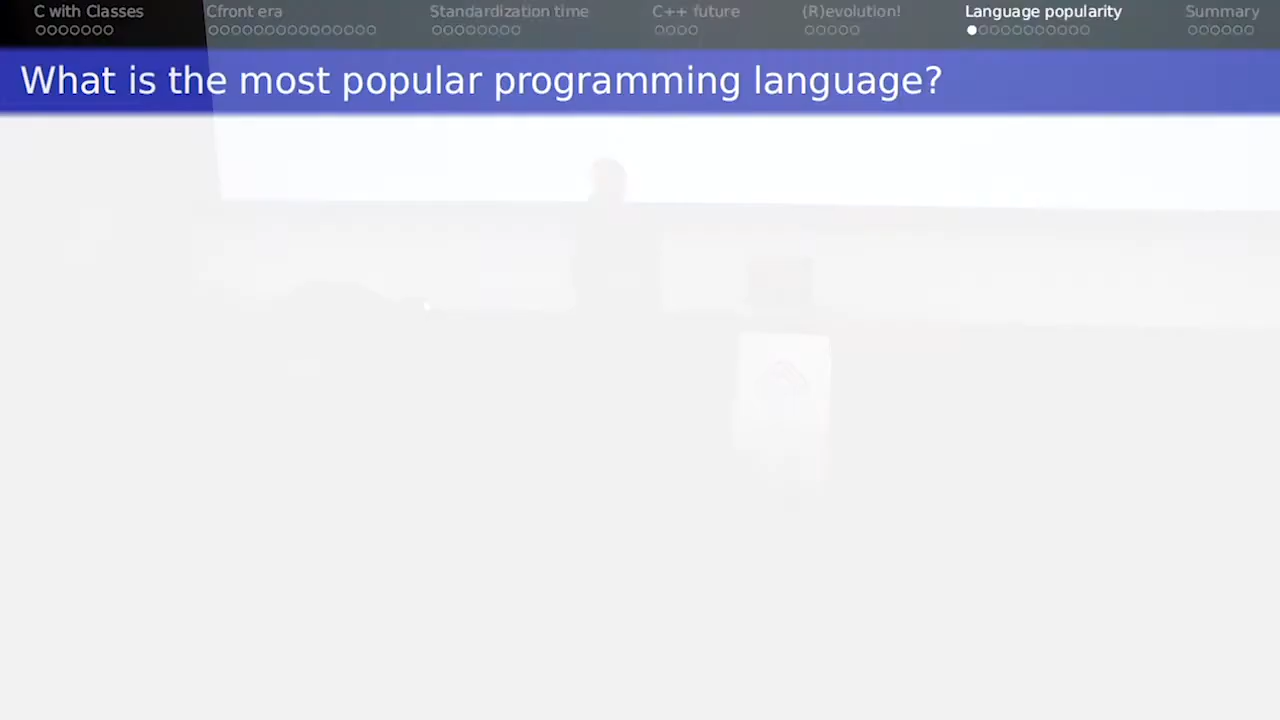 C with Classes Cfront era Standardization time C++ future (R)evolution! Language popularity Summary
What is the most popular programming language?